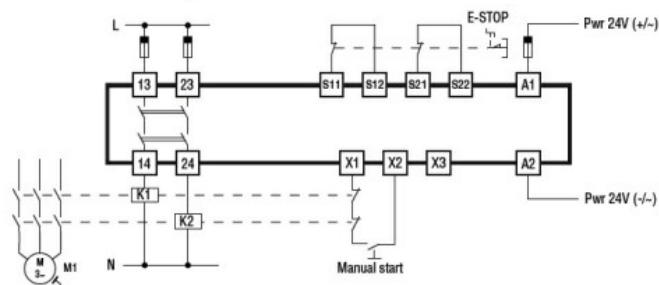 L
E-STOP
Pwr 24V (+/~)
13 23 S11 S12 S21 S22 A1
14 24 X1 X2 X3 A2
K1
K2
Pwr 24V (-/~)
M
3~
M1
N
Manual start